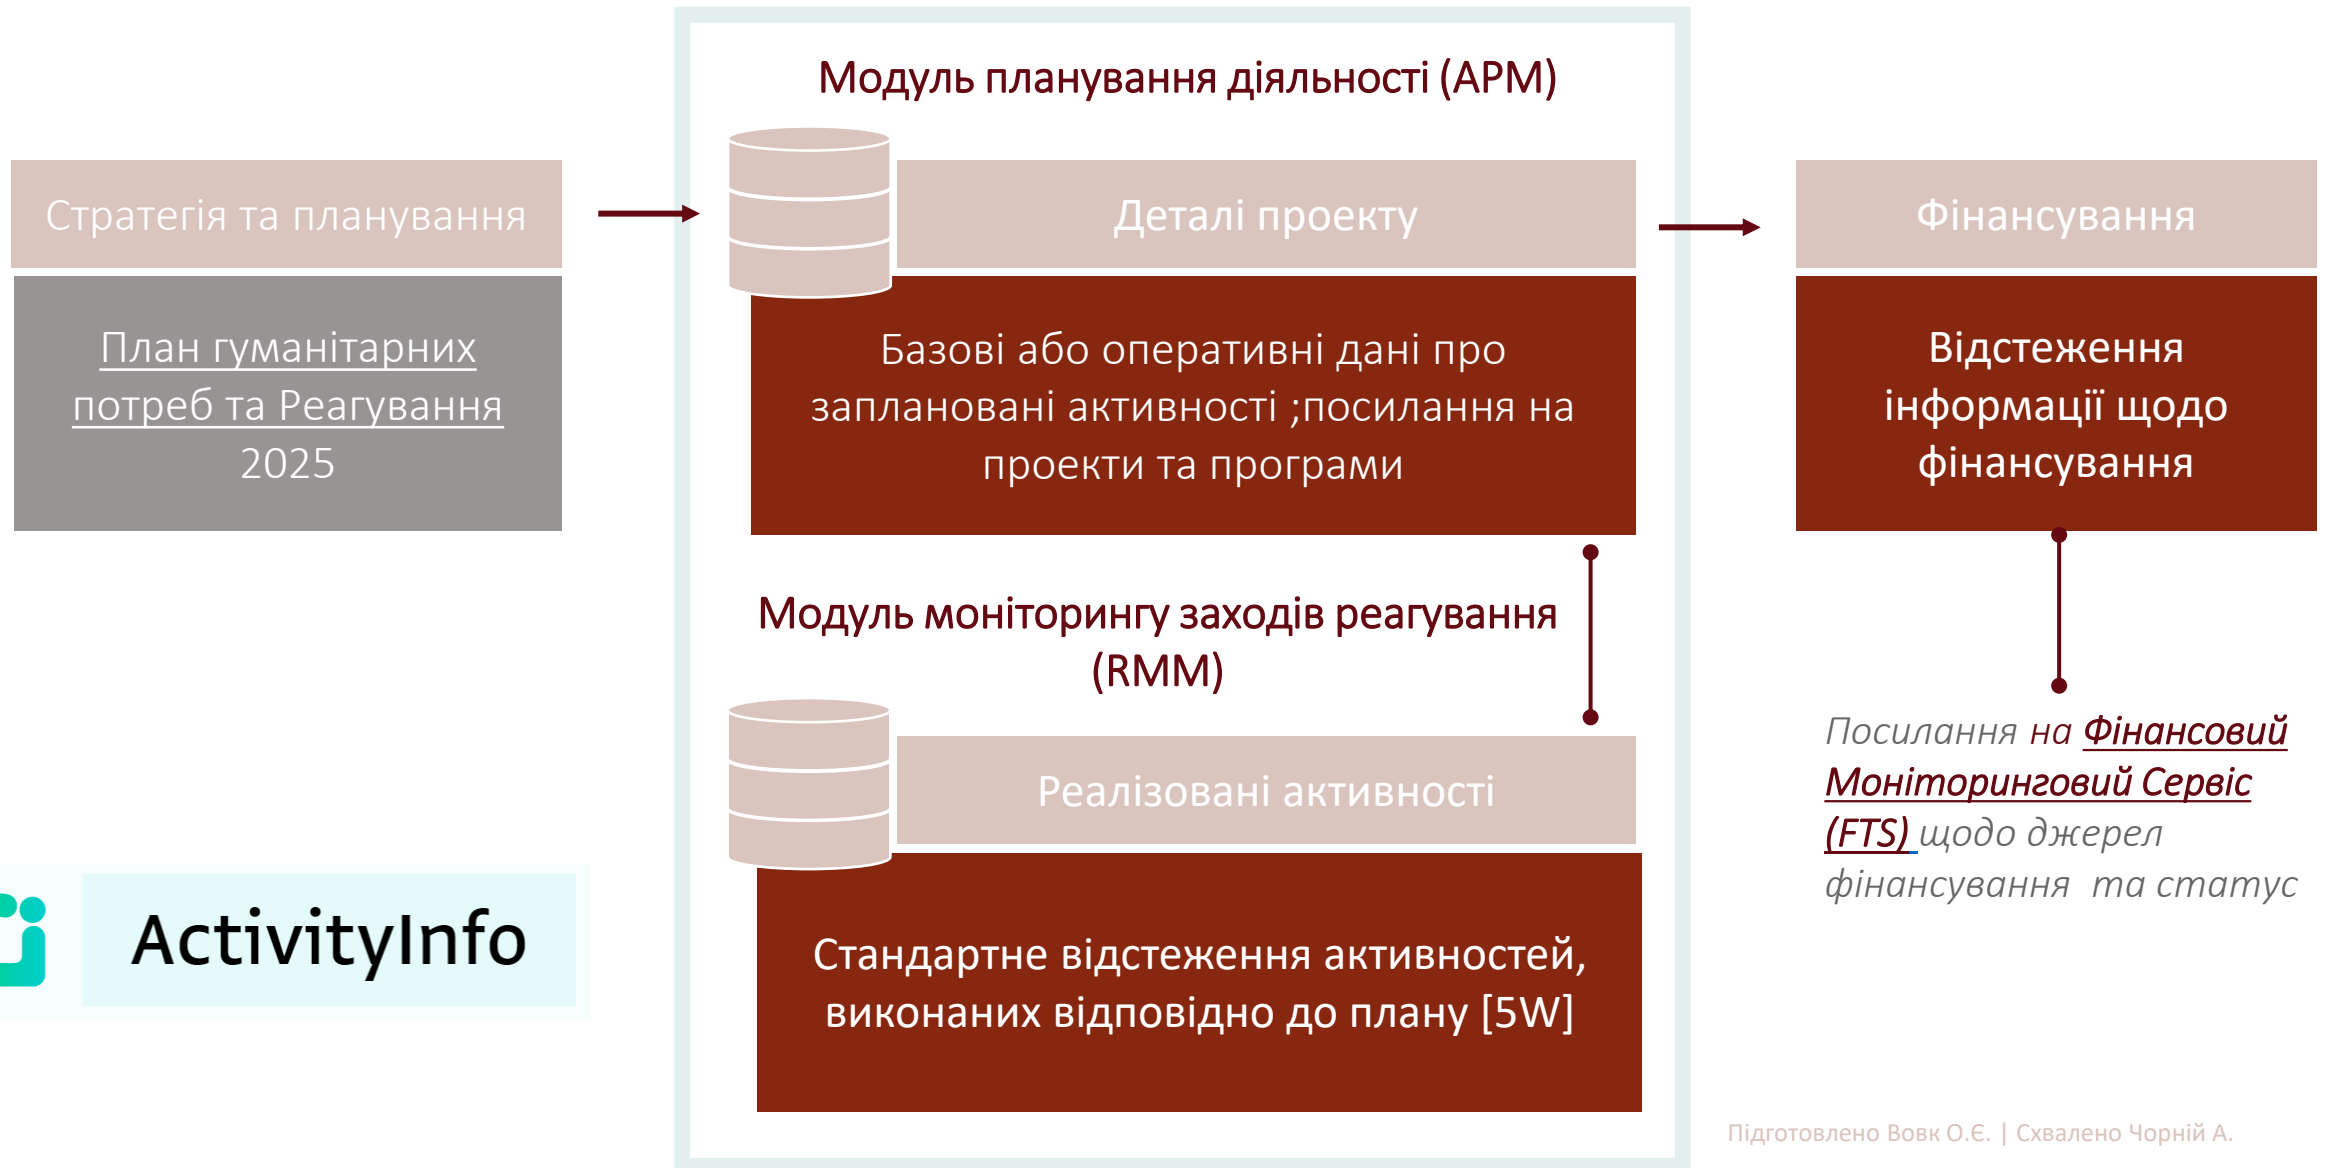 Модуль планування діяльності (APM)
Стратегія та планування
План гуманітарних
потреб та Реагування
2025
Деталі проекту
Базові або оперативні дані про
заплановані активності ;посилання на
проекти та програми
Фінансування
Відстеження
інформації щодо
фінансування
Модуль моніторингу заходів реагування
(RMM)
Реалізовані активності
Стандартне відстеження активностей,
виконаних відповідно до плану [5W]
Посилання на Фінансовий
Моніторинговий Сервіс
(FTS) щодо джерел
фінансування та статус
ActivityInfo
Підготовлено Вовк О.Є. | Схвалено Чорній А.